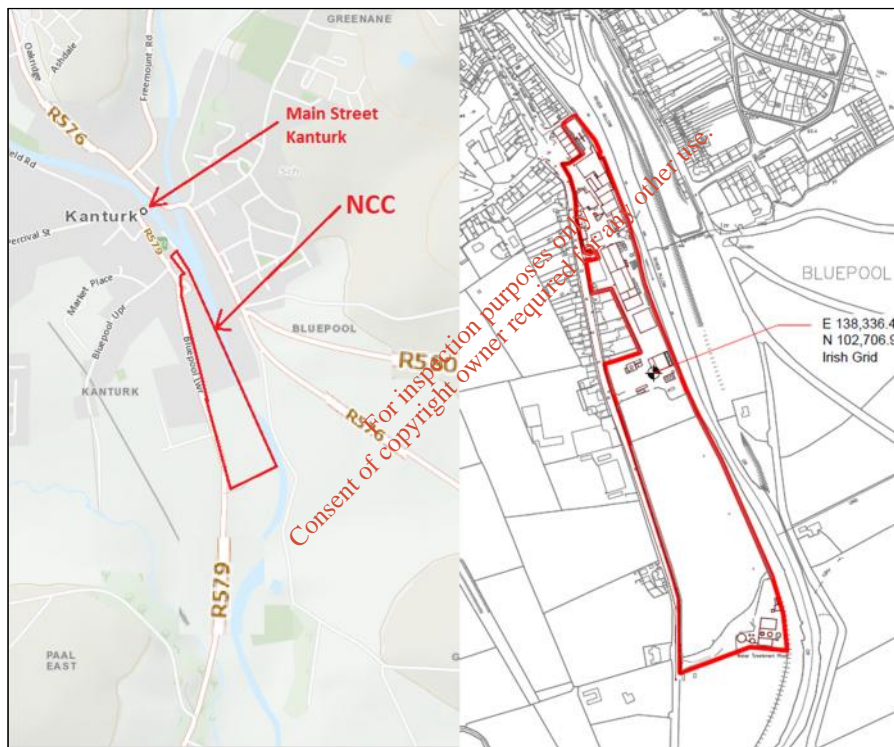 GREENANE
Oakridge
Ashdale
Freemount Rd
R576
Main Street
Kanturk
Sch
NCC
Kanturk
Percival St
R579
Market Place
Bluepool Upr
Bluepool Lwr
BLUEPOOL
R580
R576
KANTURK
R579
PAAL
EAST
BLUEPOOL
E 138,336.4
N 102,706.9
Irish Grid
For inspection purposes only.
Consent of copyright owner required for any other use.